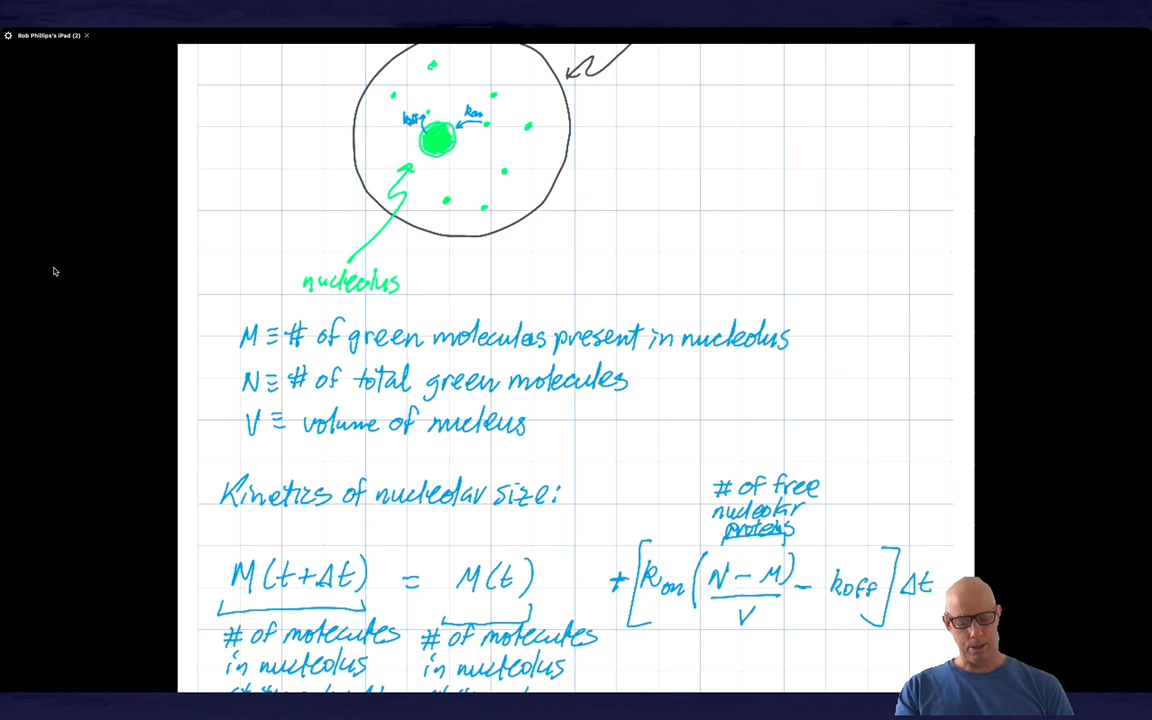 Rob Phillips's iPad (2)
koff
kon
nucleolus
M ≡ # of green molecules present in nucleolus
N ≡ # of total green molecules
V ≡ volume of nucleus
Kinetics of nucleolar size:
# of free
nucleolar
proteins
M(t+Δt) = M(t) + [kon (N-M)/V - koff] Δt
# of molecules # of molecules
in nucleolus in nucleolus